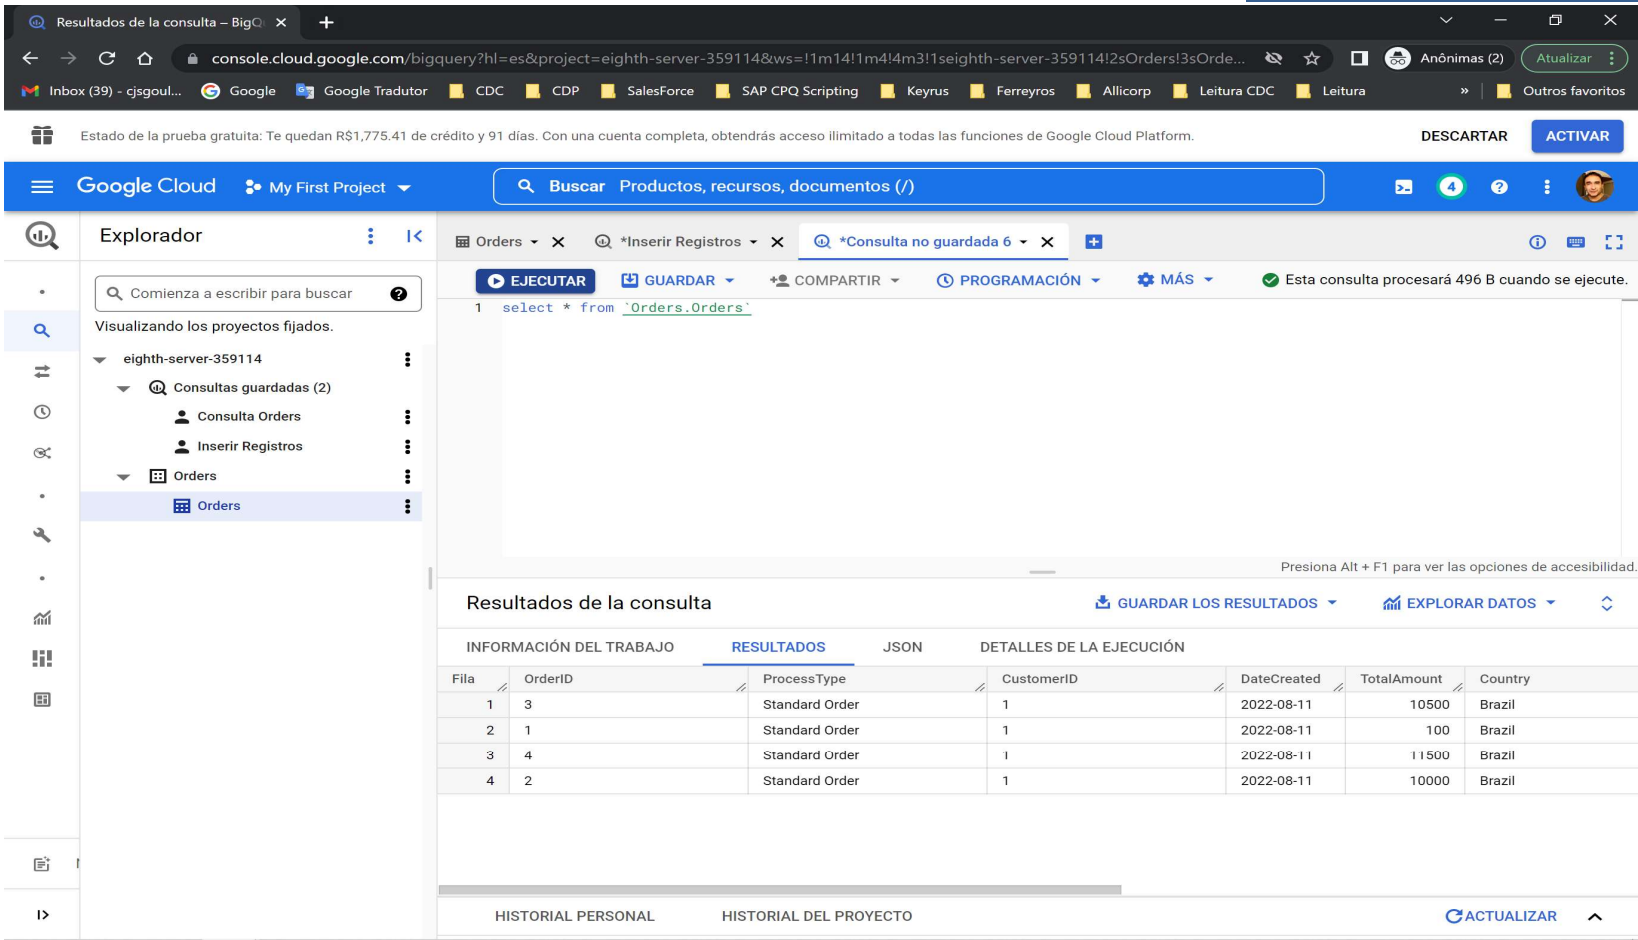 Resultados de la consulta – BigQ
console.cloud.google.com/bigquery?hl=es&project=eighth-server-359114&ws=!1m14!1m4!4m3!1seighth-server-359114!2sOrders!3sOrde...
Anônimas (2)
Atualizar
Inbox (39) - cjsgoul... Google Google Tradutor CDC CDP SalesForce SAP CPQ Scripting Keyrus Ferreyros Allicorp Leitura CDC Leitura » Outros favoritos
Estado de la prueba gratuita: Te quedan R$1,775.41 de crédito y 91 días. Con una cuenta completa, obtendrás acceso ilimitado a todas las funciones de Google Cloud Platform.
DESCARTAR
ACTIVAR
Google Cloud
My First Project
Buscar Productos, recursos, documentos (/)
4
Explorador
Comienza a escribir para buscar
Visualizando los proyectos fijados.
eighth-server-359114
Consultas guardadas (2)
Consulta Orders
Inserir Registros
Orders
Orders
Orders
*Inserir Registros
*Consulta no guardada 6
EJECUTAR
GUARDAR
COMPARTIR
PROGRAMACIÓN
MÁS
Esta consulta procesará 496 B cuando se ejecute.
1 select * from `Orders.Orders`
Presiona Alt + F1 para ver las opciones de accesibilidad.
Resultados de la consulta
GUARDAR LOS RESULTADOS
EXPLORAR DATOS
INFORMACIÓN DEL TRABAJO RESULTADOS JSON DETALLES DE LA EJECUCIÓN
Fila OrderID ProcessType CustomerID DateCreated TotalAmount Country
1 3 Standard Order 1 2022-08-11 10500 Brazil
2 1 Standard Order 1 2022-08-11 100 Brazil
3 4 Standard Order 1 2022-08-11 11500 Brazil
4 2 Standard Order 1 2022-08-11 10000 Brazil
HISTORIAL PERSONAL
HISTORIAL DEL PROYECTO
ACTUALIZAR